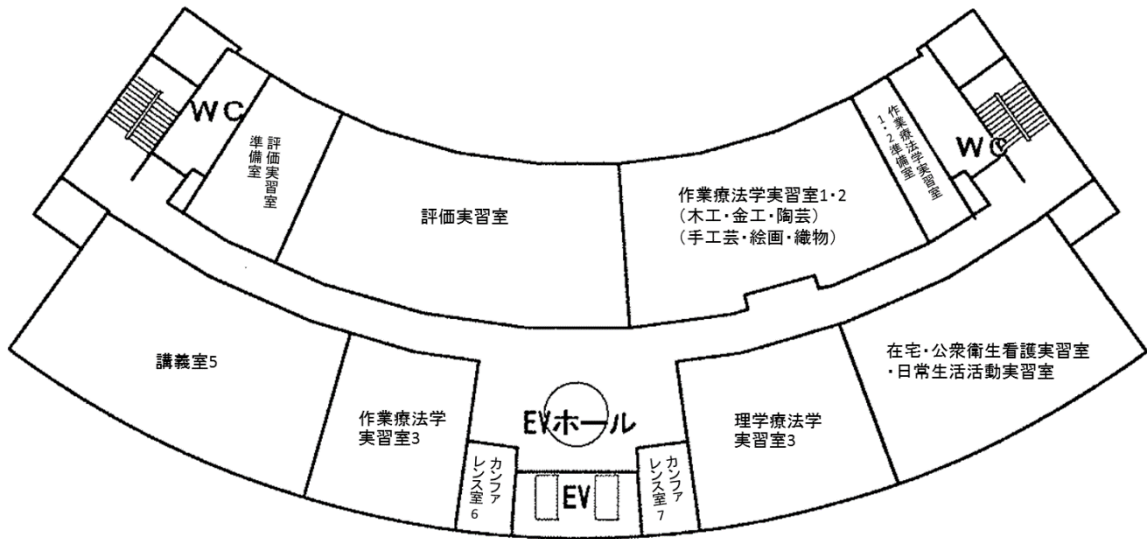 WC
評価実習室
準備室
評価実習室
作業療法学実習室1・2
（木工・金工・陶芸）
（手工芸・絵画・織物）
作業療法学実習室
1・2準備室
WC
講義室5
作業療法学
実習室3
カンファ
レンス室6
EVホール
EV
カンファ
レンス室7
理学療法学
実習室3
在宅・公衆衛生看護実習室
・日常生活活動実習室